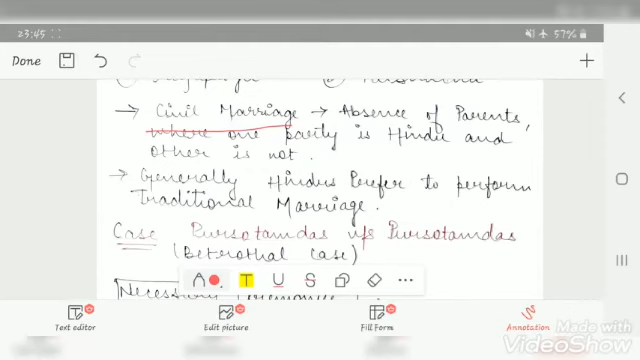 23:45
57%
Done
→ Civil Marriage → Absence of Parents,
where one party is Hindu and
other is not.
→ Generally Hindus Prefer to perform
Traditional Marriage.
Case Pursotamdas v/s Pursotamdas
(Betrothal Case)
A T U S
Necessary
Text editor
Edit picture
Fill Form
Annotation
Made with
VideoShow